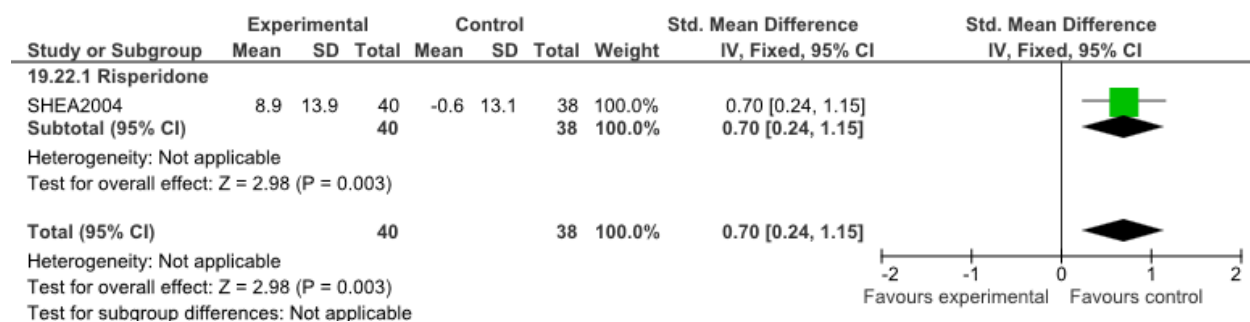 Experimental Control Std. Mean Difference Std. Mean Difference
Study or Subgroup Mean SD Total Mean SD Total Weight IV, Fixed, 95% CI IV, Fixed, 95% CI
19.22.1 Risperidone
SHEA2004 8.9 13.9 40 -0.6 13.1 38 100.0% 0.70 [0.24, 1.15]
Subtotal (95% CI) 40 38 100.0% 0.70 [0.24, 1.15]
Heterogeneity: Not applicable
Test for overall effect: Z = 2.98 (P = 0.003)
Total (95% CI) 40 38 100.0% 0.70 [0.24, 1.15]
Heterogeneity: Not applicable
Test for overall effect: Z = 2.98 (P = 0.003)
Test for subgroup differences: Not applicable
-2 -1 0 1 2
Favours experimental Favours control